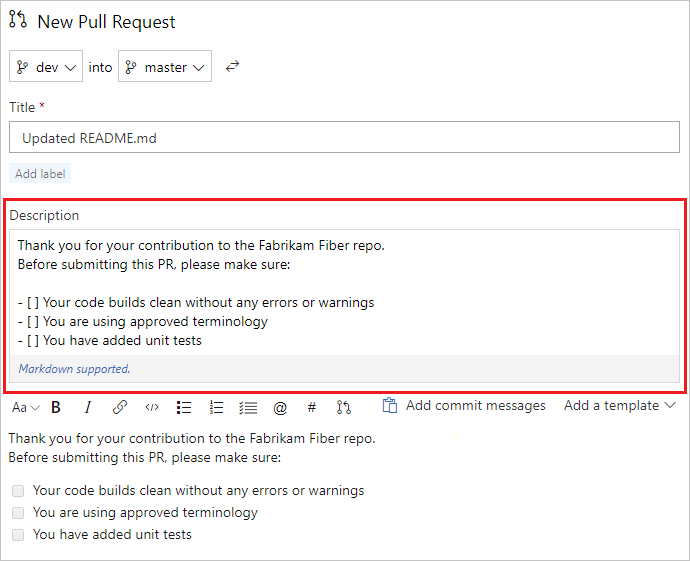 New Pull Request
dev into master
Title *
Updated README.md
Add label
Description
Thank you for your contribution to the Fabrikam Fiber repo.
Before submitting this PR, please make sure:
- [ ] Your code builds clean without any errors or warnings
- [ ] You are using approved terminology
- [ ] You have added unit tests
Markdown supported.
Aa B I </> @ # Add commit messages Add a template
Thank you for your contribution to the Fabrikam Fiber repo.
Before submitting this PR, please make sure:
Your code builds clean without any errors or warnings
You are using approved terminology
You have added unit tests